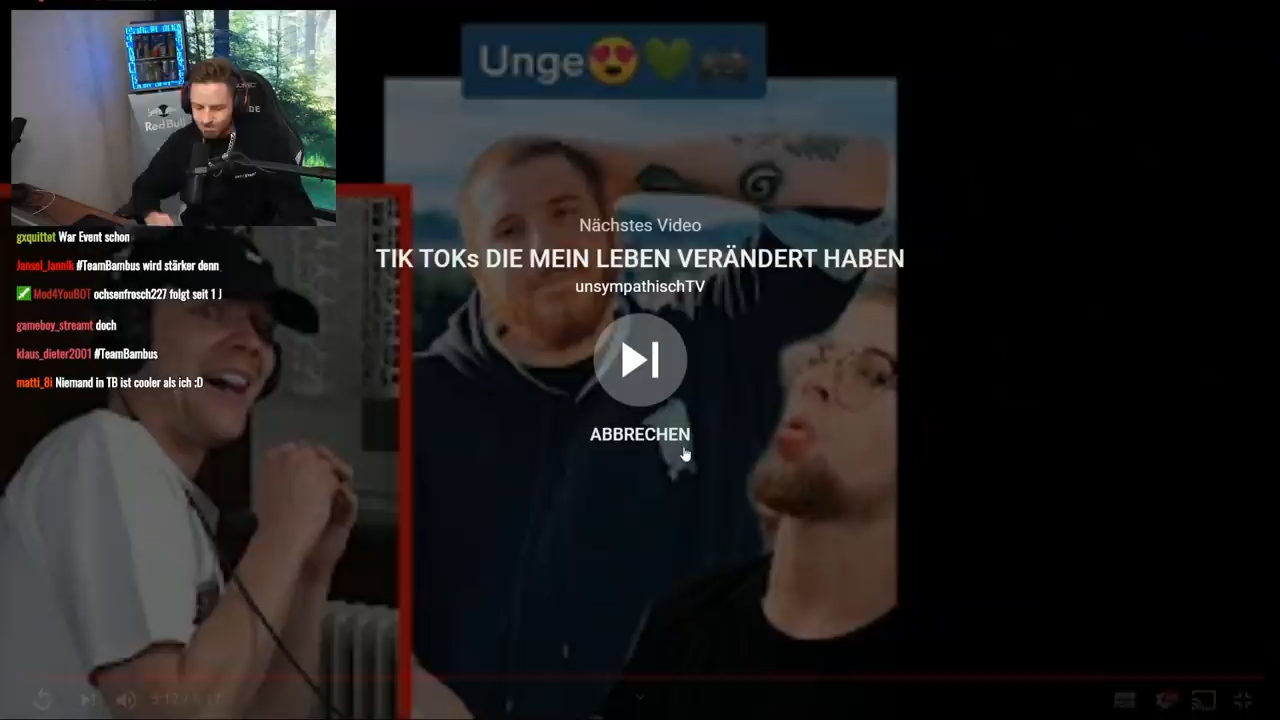 Unge😍💚
RedBull
Nächstes Video
TIK TOKs DIE MEIN LEBEN VERÄNDERT HABEN
unsympathischTV
ABBRECHEN
gxquittet War Event schon
Jansel_Jannik #TeamBambus wird stärker denn
Mod4YouBOT ochsenfrosch227 folgt seit 1 J
gameboy_streamt doch
klaus_dieter2001 #TeamBambus
matti_8i Niemand in TB ist cooler als ich :D